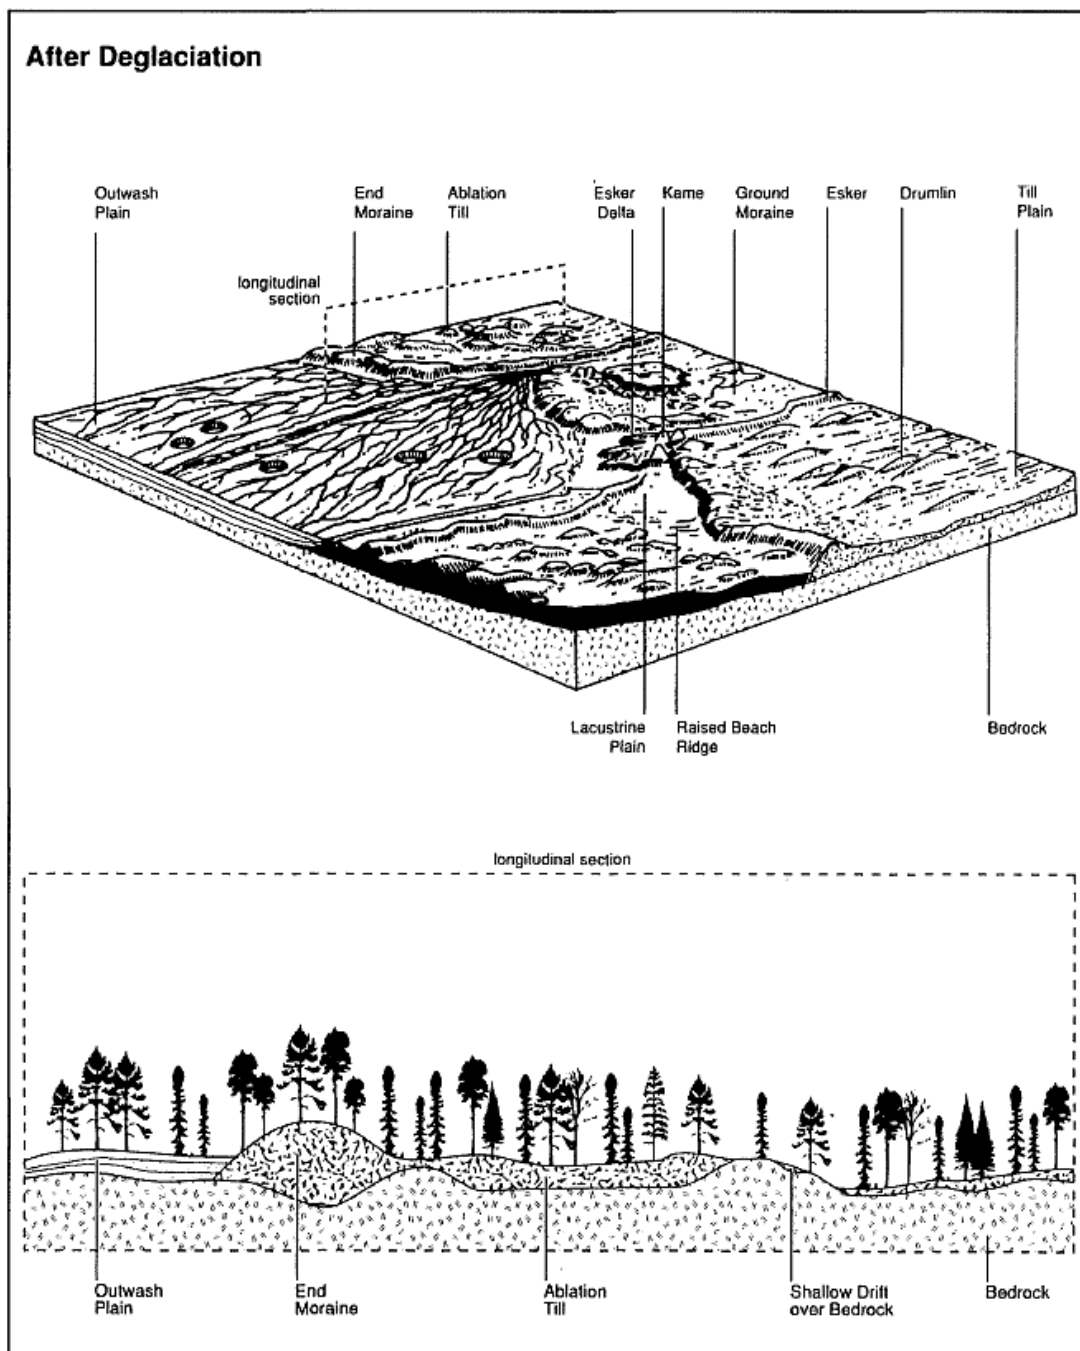 After Deglaciation
Outwash
Plain
End
Moraine
Ablation
Till
Esker
Delta
Kame
Ground
Moraine
Esker
Drumlin
Till
Plain
longitudinal
section
Lacustrine
Plain
Raised Beach
Ridge
Bedrock
longitudinal section
Outwash
Plain
End
Moraine
Ablation
Till
Shallow Drift
over Bedrock
Bedrock